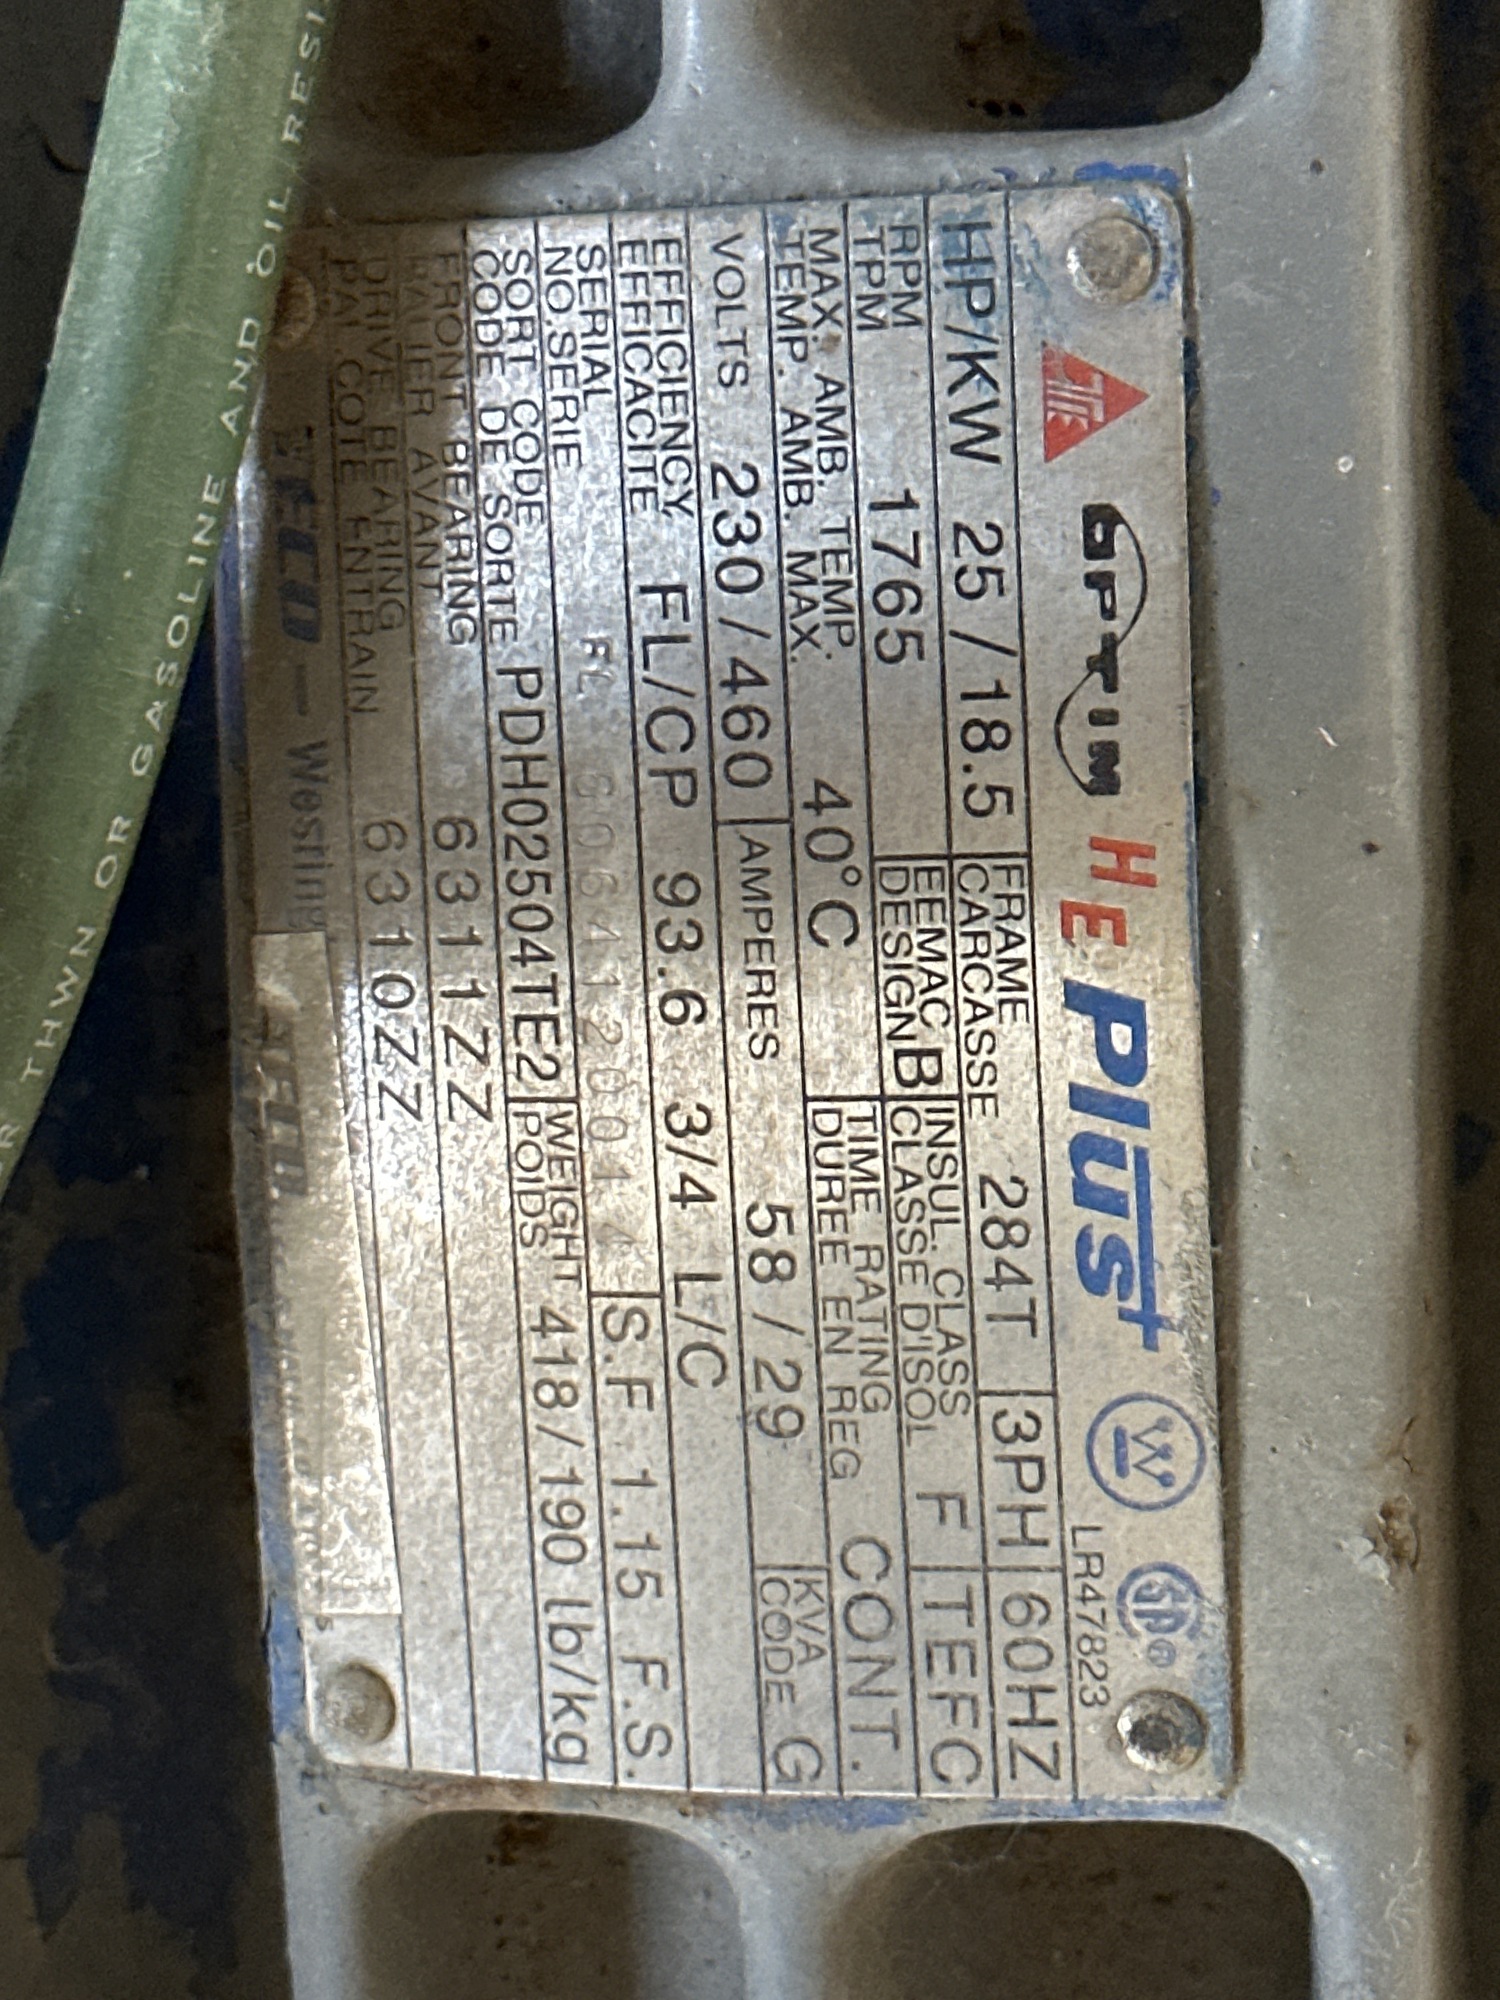 OPTIM HE Plus+
LR47823
HP/KW 25/18.5 FRAME CARCASSE 284T 3PH 60HZ
RPM TPM 1765 EEMAC DESIGN B INSUL. CLASS CLASSE D'ISOL F TEFC
MAX. AMB. TEMP. TEMP. AMB. MAX. 40°C TIME RATING DUREE EN REG CONT.
VOLTS 230/460 AMPERES 58/29 KVA CODE G
EFFICIENCY EFFICACITE FL/CP 93.6 3/4 L/C
SERIAL NO.SERIE S.F 1.15 F.S.
SORT CODE CODE DE SORTE PDH02504TE2 WEIGHT POIDS 418/190 lb/kg
FRONT BEARING PALIER AVANT 6311ZZ
DRIVE BEARING PAL COTE ENTRAIN 6310ZZ
TECO-Westing
THWN OR GASOLINE AND OIL RESI